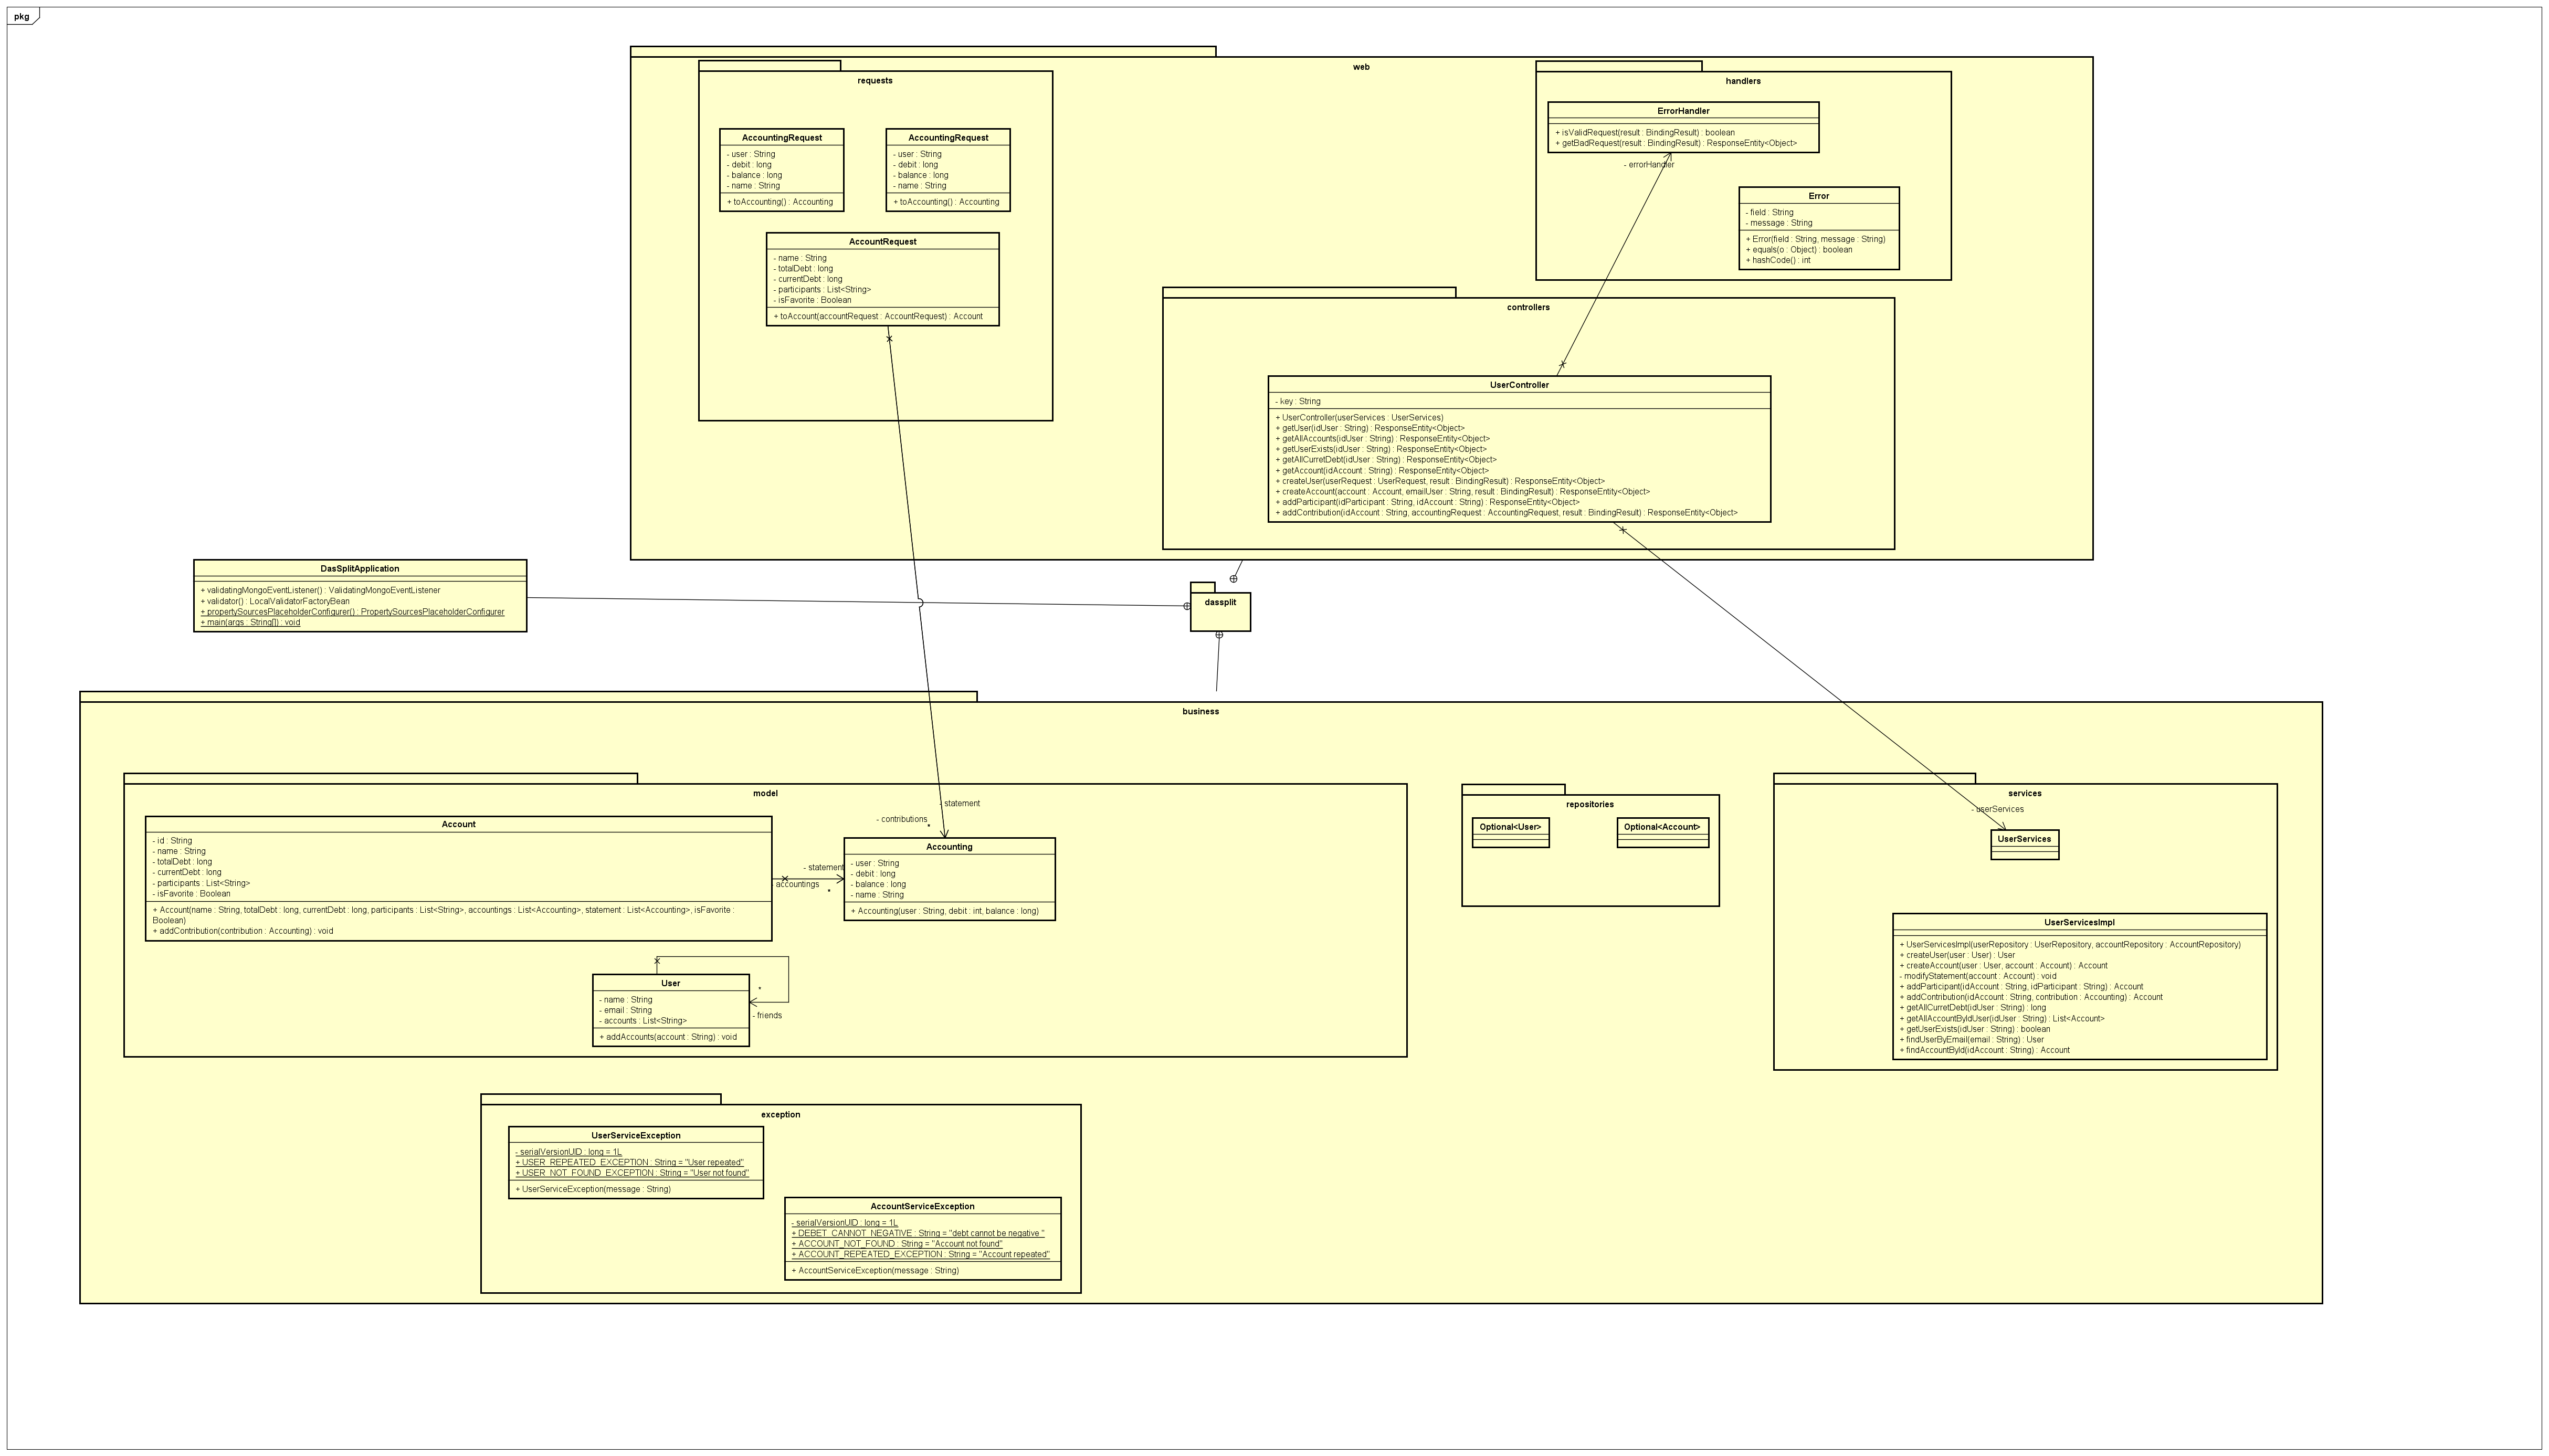 pkg
web
requests
AccountingRequest
- user : String
- debit : long
- balance : long
- name : String
+ toAccounting() : Accounting
AccountingRequest
- user : String
- debit : long
- balance : long
- name : String
+ toAccounting() : Accounting
AccountRequest
- name : String
- totalDebt : long
- currentDebt : long
- participants : List<String>
- isFavorite : Boolean
+ toAccount(accountRequest : AccountRequest) : Account
handlers
ErrorHandler
+ isValidRequest(result : BindingResult) : boolean
+ getBadRequest(result : BindingResult) : ResponseEntity<Object>
- errorHandler
Error
- field : String
- message : String
+ Error(field : String, message : String)
+ equals(o : Object) : boolean
+ hashCode() : int
controllers
UserController
- key : String
+ UserController(userServices : UserServices)
+ getUser(idUser : String) : ResponseEntity<Object>
+ getAllAccounts(idUser : String) : ResponseEntity<Object>
+ getUserExists(idUser : String) : ResponseEntity<Object>
+ getAllCurretDebt(idUser : String) : ResponseEntity<Object>
+ getAccount(idAccount : String) : ResponseEntity<Object>
+ createUser(userRequest : UserRequest, result : BindingResult) : ResponseEntity<Object>
+ createAccount(account : Account, emailUser : String, result : BindingResult) : ResponseEntity<Object>
+ addParticipant(idParticipant : String, idAccount : String) : ResponseEntity<Object>
+ addContribution(idAccount : String, accountingRequest : AccountingRequest, result : BindingResult) : ResponseEntity<Object>
DasSplitApplication
+ validatingMongoEventListener() : ValidatingMongoEventListener
+ validator() : LocalValidatorFactoryBean
+ propertySourcesPlaceholderConfigurer() : PropertySourcesPlaceholderConfigurer
+ main(args : String[]) : void
dassplit
business
model
Account
- id : String
- name : String
- totalDebt : long
- currentDebt : long
- participants : List<String>
- isFavorite : Boolean
+ Account(name : String, totalDebt : long, currentDebt : long, participants : List<String>, accountings : List<Accounting>, statement : List<Accounting>, isFavorite :
Boolean)
+ addContribution(contribution : Accounting) : void
- statement
- contributions
*
- statement
accountings
*
Accounting
- user : String
- debit : long
- balance : long
- name : String
+ Accounting(user : String, debit : int, balance : long)
User
- name : String
- email : String
- accounts : List<String>
+ addAccounts(account : String) : void
*
- friends
repositories
Optional<User>
Optional<Account>
services
- userServices
UserServices
UserServicesImpl
+ UserServicesImpl(userRepository : UserRepository, accountRepository : AccountRepository)
+ createUser(user : User) : User
+ createAccount(user : User, account : Account) : Account
- modifyStatement(account : Account) : void
+ addParticipant(idAccount : String, idParticipant : String) : Account
+ addContribution(idAccount : String, contribution : Accounting) : Account
+ getAllCurretDebt(idUser : String) : long
+ getAllAccountByIdUser(idUser : String) : List<Account>
+ getUserExists(idUser : String) : boolean
+ findUserByEmail(email : String) : User
+ findAccountById(idAccount : String) : Account
exception
UserServiceException
- serialVersionUID : long = 1L
+ USER_REPEATED_EXCEPTION : String = "User repeated"
+ USER_NOT_FOUND_EXCEPTION : String = "User not found"
+ UserServiceException(message : String)
AccountServiceException
- serialVersionUID : long = 1L
+ DEBET_CANNOT_NEGATIVE : String = "debt cannot be negative "
+ ACCOUNT_NOT_FOUND : String = "Account not found"
+ ACCOUNT_REPEATED_EXCEPTION : String = "Account repeated"
+ AccountServiceException(message : String)